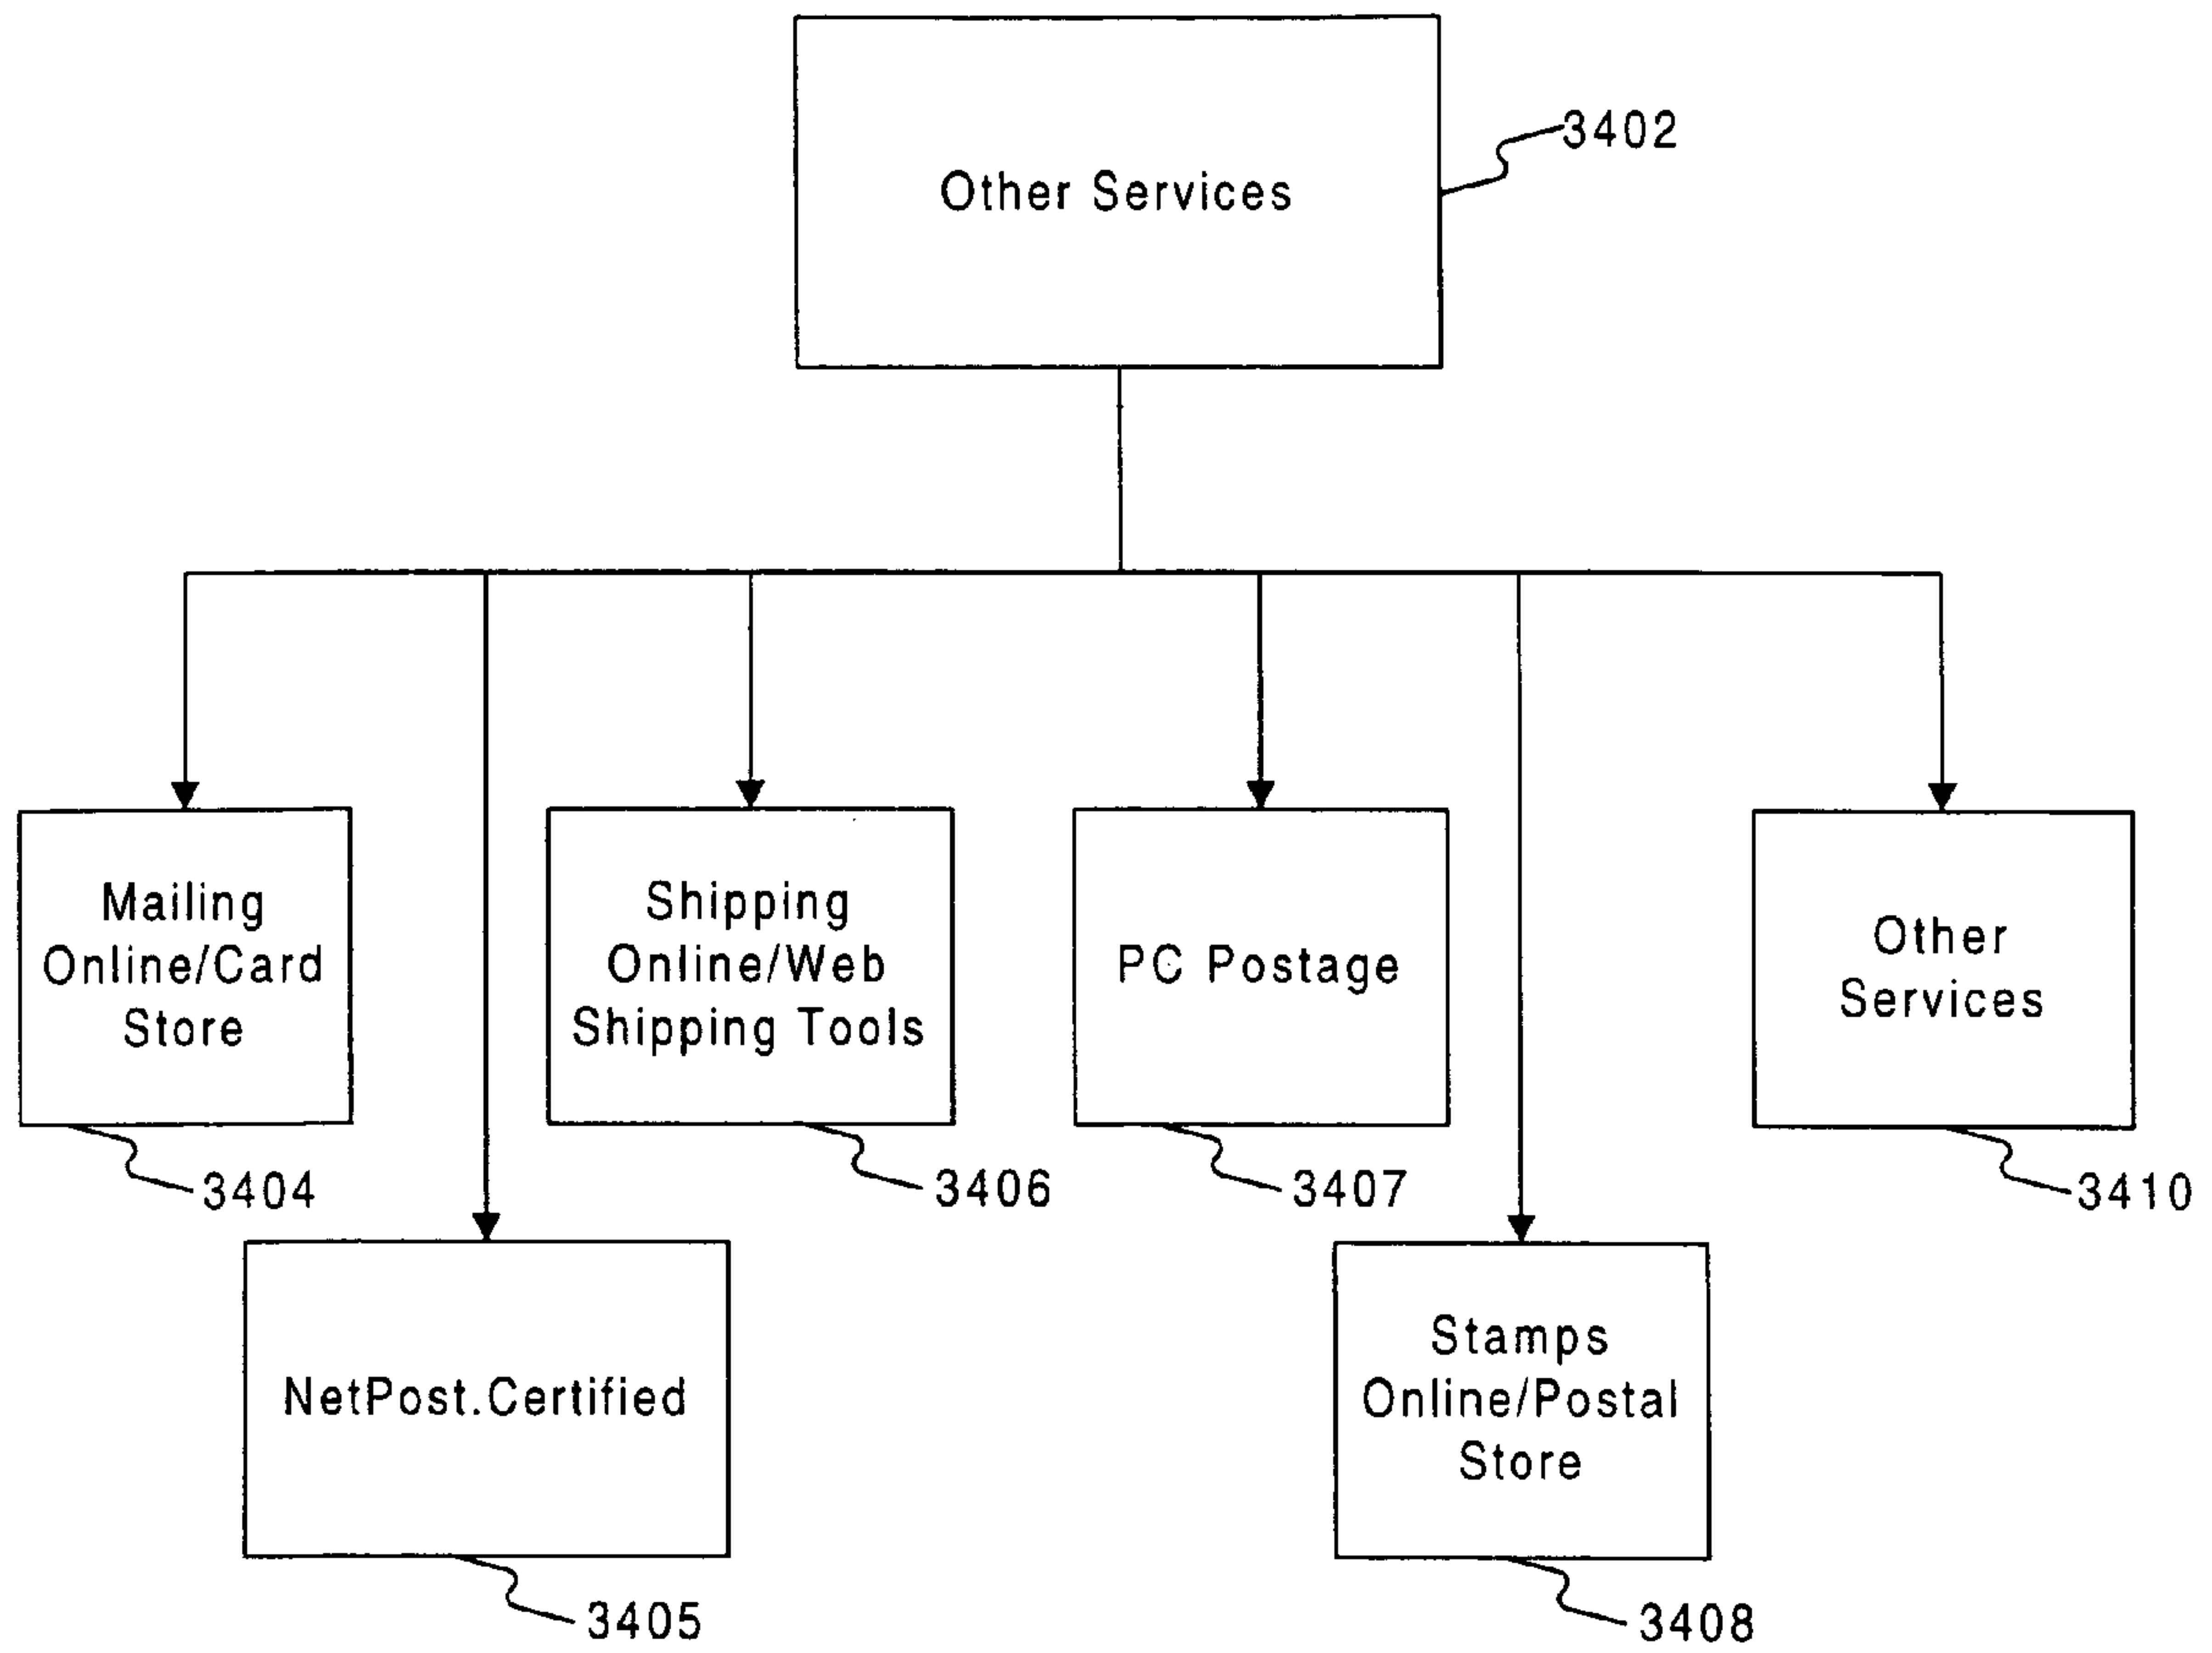 Other Services
3402
Mailing
Online/Card
Store
3404
Shipping
Online/Web
Shipping Tools
3406
PC Postage
3407
Other
Services
3410
NetPost.Certified
3405
Stamps
Online/Postal
Store
3408